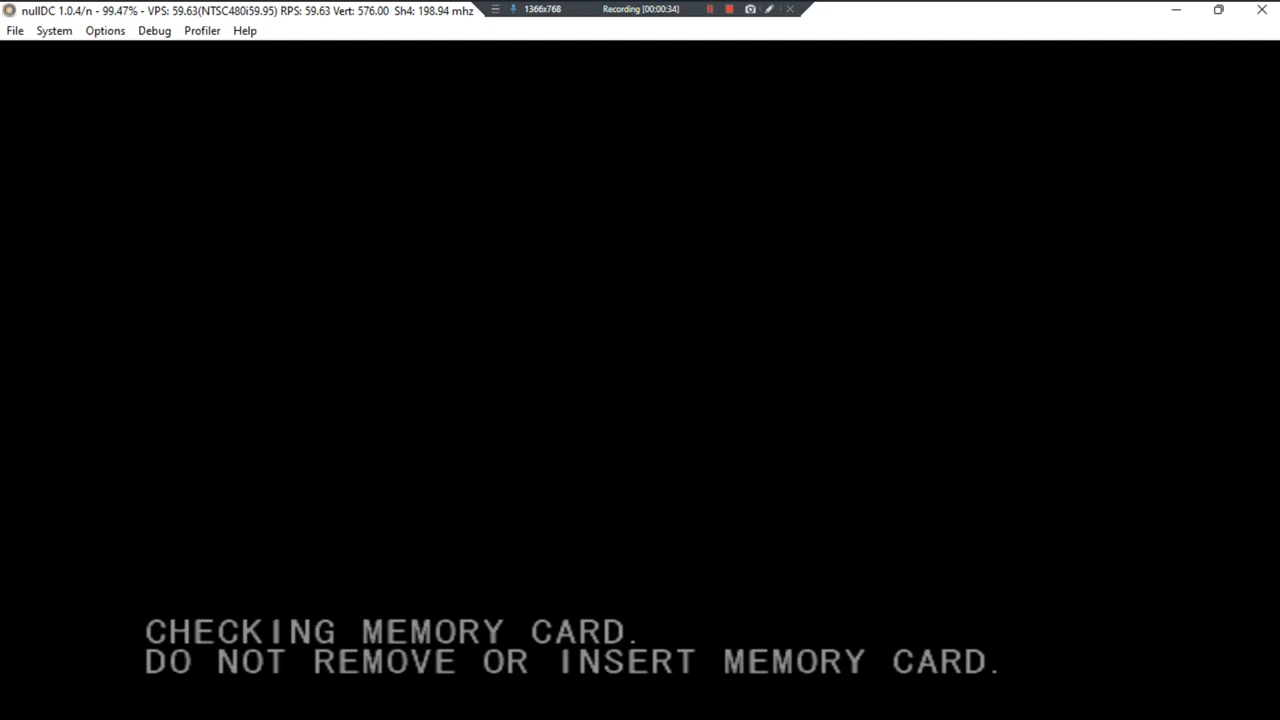 nullDC 1.0.4/n - 99.47% - VPS: 59.63(NTSC480i59.95) RPS: 59.63 Vert: 576.00 Sh4: 198.94 mhz
1366x768
Recording [00:00:34]
File System Options Debug Profiler Help
CHECKING MEMORY CARD.
DO NOT REMOVE OR INSERT MEMORY CARD.